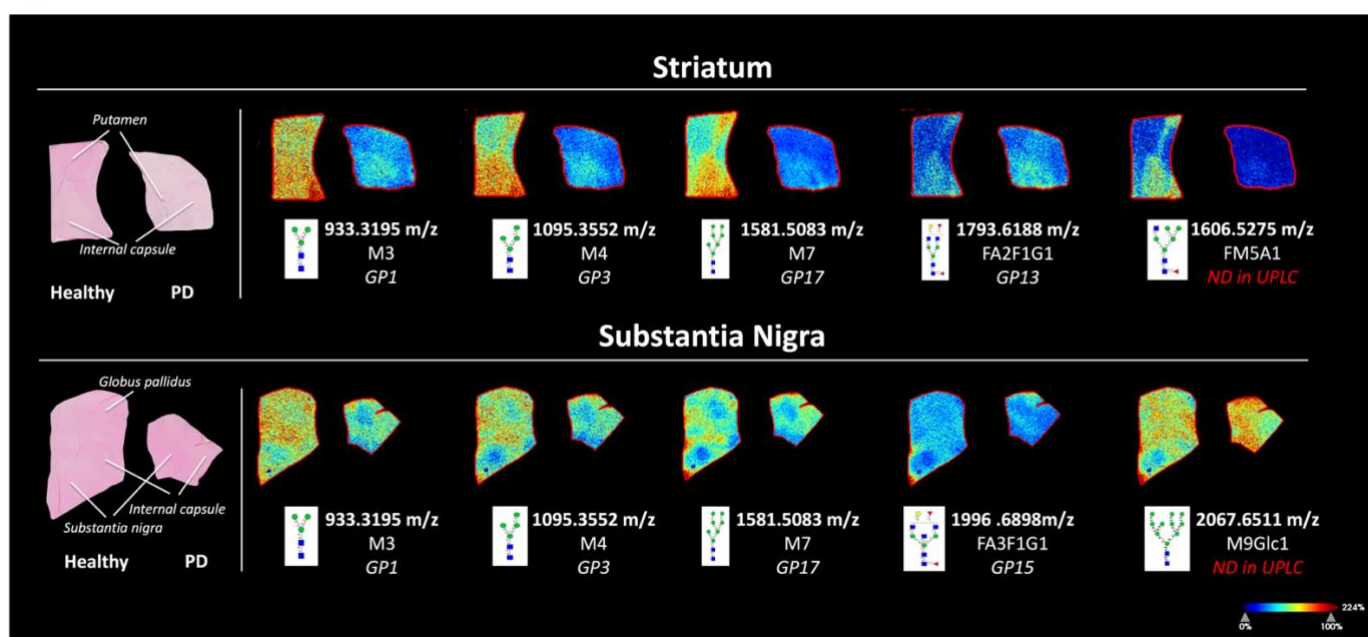 Striatum
Putamen
Internal capsule
Healthy PD
933.3195 m/z
M3
GP1
1095.3552 m/z
M4
GP3
1581.5083 m/z
M7
GP17
1793.6188 m/z
FA2F1G1
GP13
1606.5275 m/z
FM5A1
ND in UPLC
Substantia Nigra
Globus pallidus
Internal capsule
Substantia nigra
Healthy PD
933.3195 m/z
M3
GP1
1095.3552 m/z
M4
GP3
1581.5083 m/z
M7
GP17
1996 .6898m/z
FA3F1G1
GP15
2067.6511 m/z
M9Glc1
ND in UPLC
224%
0% 100%